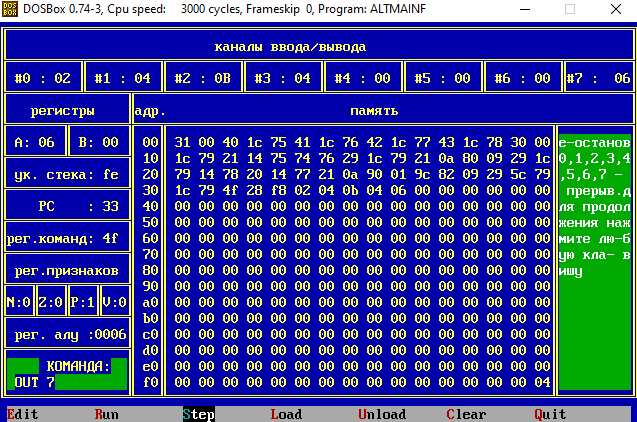 DOSBox 0.74-3, Cpu speed: 3000 cycles, Frameskip 0, Program: ALTMAINF
каналы ввода/вывода
#0 : 02 #1 : 04 #2 : 0B #3 : 04 #4 : 00 #5 : 00 #6 : 00 #7 : 06
регистры адр. память
A: 06 B: 00
ук. стека: fe
PC : 33
рег.команд: 4f
рег.признаков
N:0 Z:0 P:1 V:0
рег. алу :0006
КОМАНДА:
OUT 7
00 31 00 40 1c 75 41 1c 76 42 1c 77 43 1c 78 30 00
10 1c 79 21 14 75 74 76 29 1c 79 21 0a 80 09 29 1c
20 79 14 78 20 14 77 21 0a 90 01 9c 82 09 29 5c 79
30 1c 79 4f 28 f8 02 04 0b 04 06 00 00 00 00 00 00
40 00 00 00 00 00 00 00 00 00 00 00 00 00 00 00 00
50 00 00 00 00 00 00 00 00 00 00 00 00 00 00 00 00
60 00 00 00 00 00 00 00 00 00 00 00 00 00 00 00 00
70 00 00 00 00 00 00 00 00 00 00 00 00 00 00 00 00
80 00 00 00 00 00 00 00 00 00 00 00 00 00 00 00 00
90 00 00 00 00 00 00 00 00 00 00 00 00 00 00 00 00
a0 00 00 00 00 00 00 00 00 00 00 00 00 00 00 00 00
b0 00 00 00 00 00 00 00 00 00 00 00 00 00 00 00 00
c0 00 00 00 00 00 00 00 00 00 00 00 00 00 00 00 00
d0 00 00 00 00 00 00 00 00 00 00 00 00 00 00 00 00
e0 00 00 00 00 00 00 00 00 00 00 00 00 00 00 00 00
f0 00 00 00 00 00 00 00 00 00 00 00 00 00 00 00 04
е-останов
0,1,2,3,4
,5,6,7 -
прерыв.д
ля продол
жения наж
мите лю-б
ую кла- в
ишу
Edit Run Step Load Unload Clear Quit